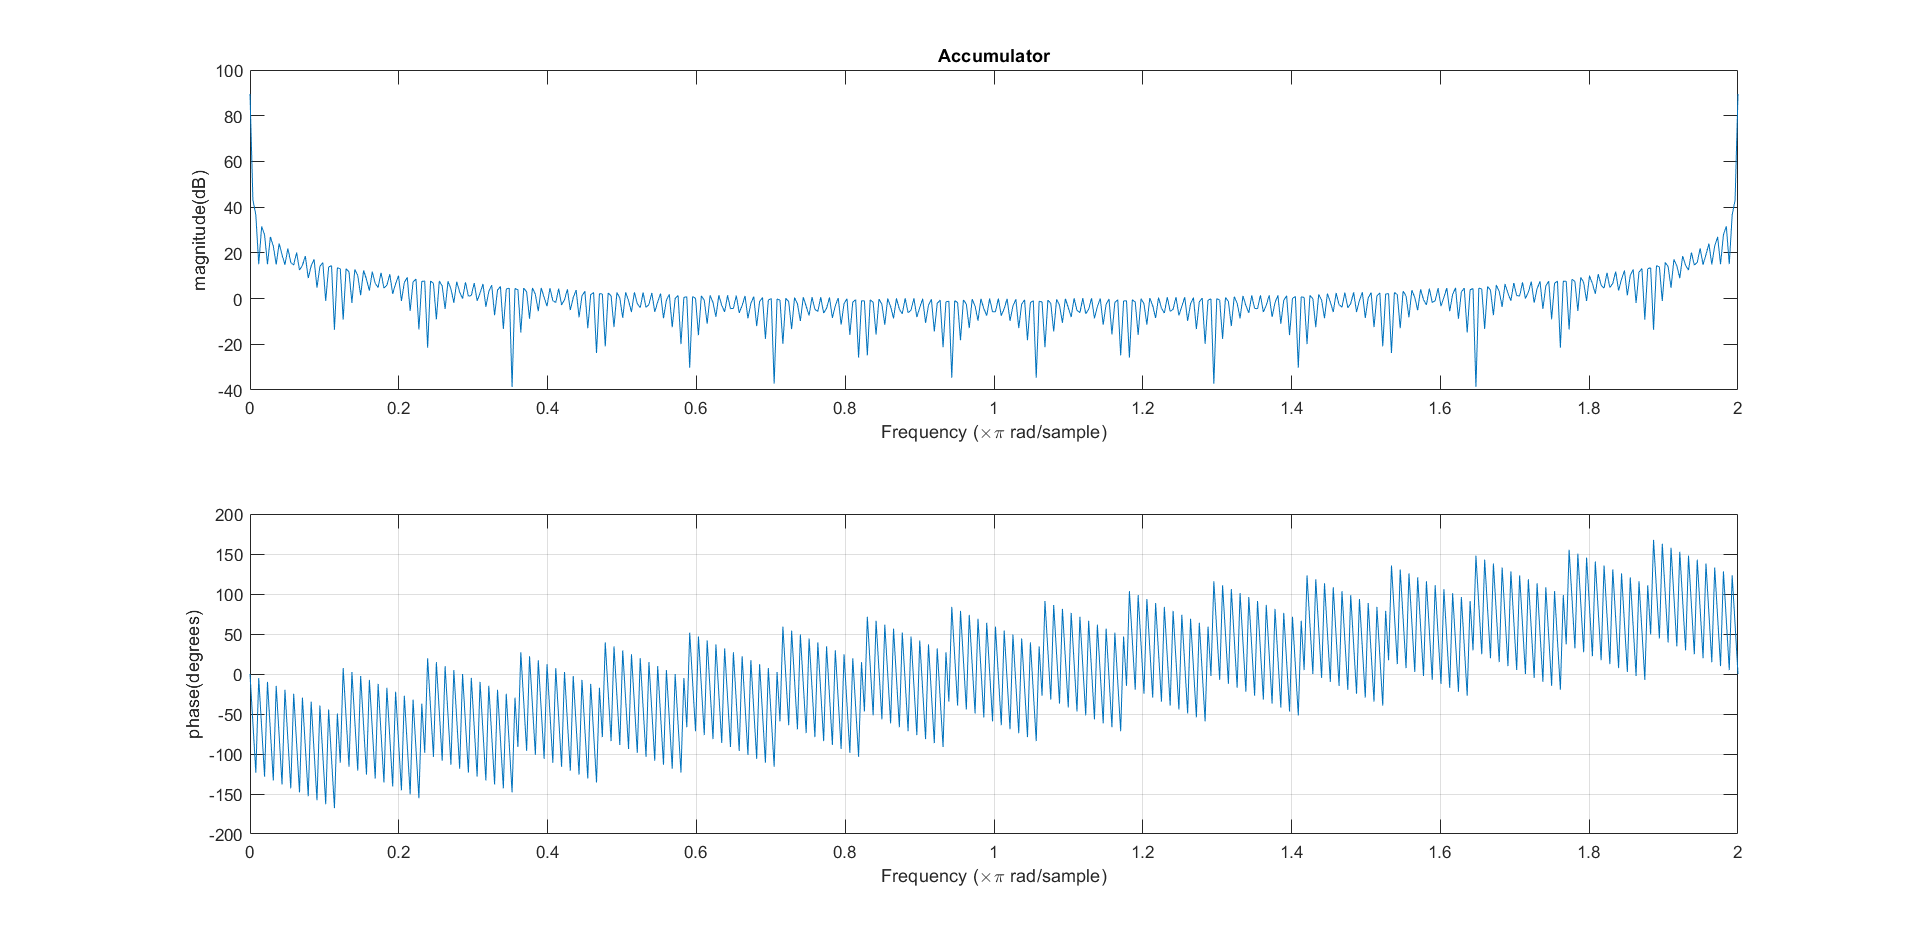 Accumulator
100
80
60
40
20
0
-20
-40
magnitude(dB)
0 0.2 0.4 0.6 0.8 1 1.2 1.4 1.6 1.8 2
Frequency (×π rad/sample)
200
150
100
50
0
-50
-100
-150
-200
phase(degrees)
0 0.2 0.4 0.6 0.8 1 1.2 1.4 1.6 1.8 2
Frequency (×π rad/sample)